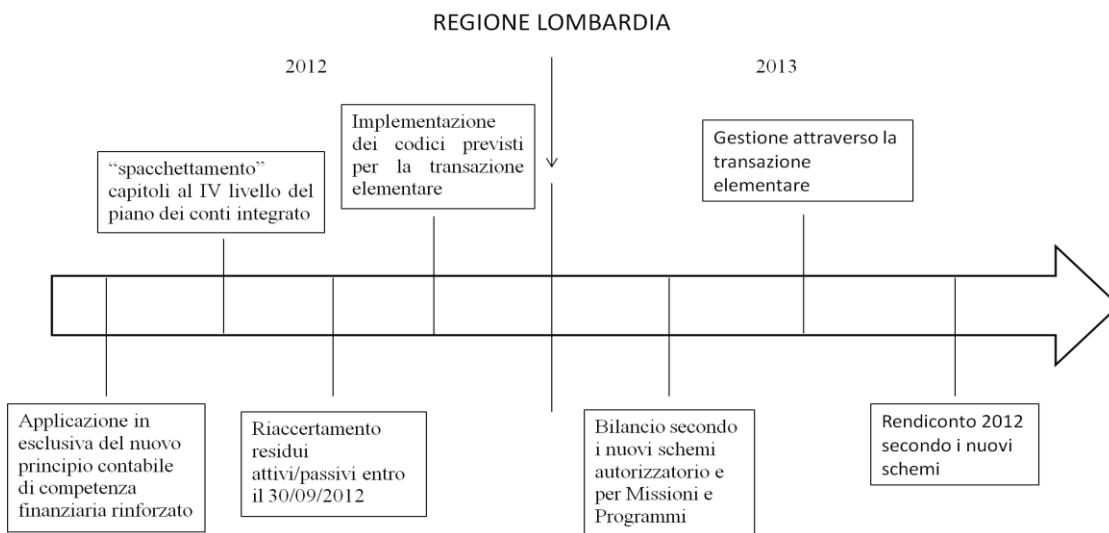 REGIONE LOMBARDIA
2012
2013
Implementazione
dei codici previsti
per la transazione
elementare
Gestione attraverso la
transazione
elementare
“spacchettamento”
capitoli al IV livello del
piano dei conti integrato
Applicazione in
esclusiva del nuovo
principio contabile
di competenza
finanziaria rinforzato
Riaccertamento
residui
attivi/passivi entro
il 30/09/2012
Bilancio secondo
i nuovi schemi
autorizzatorio e
per Missioni e
Programmi
Rendiconto 2012
secondo i nuovi
schemi